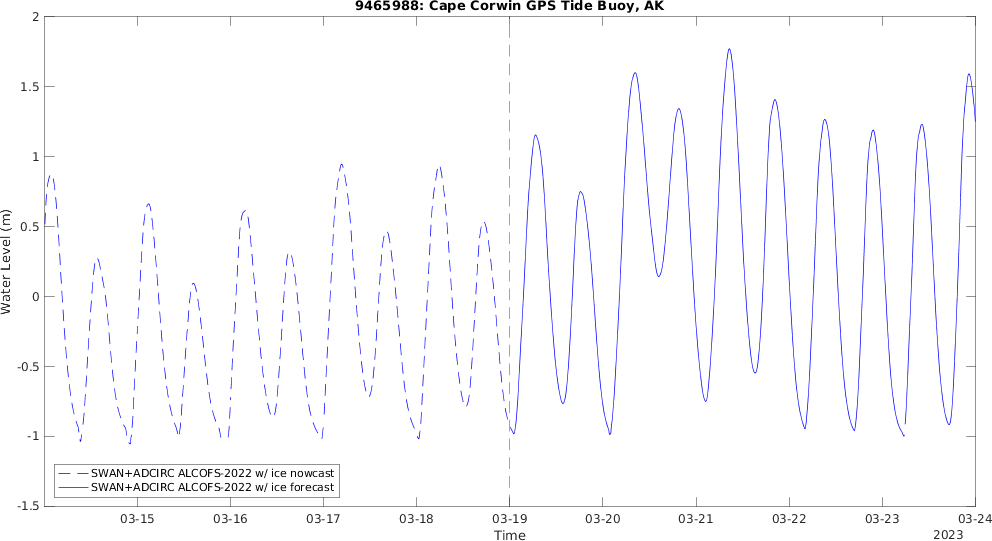 9465988: Cape Corwin GPS Tide Buoy, AK
2
1.5
1
0.5
0
-0.5
-1
-1.5
Water Level (m)
SWAN+ADCIRC ALCOFS-2022 w/ ice nowcast
SWAN+ADCIRC ALCOFS-2022 w/ ice forecast
03-15 03-16 03-17 03-18 03-19 03-20 03-21 03-22 03-23 03-24
Time
2023